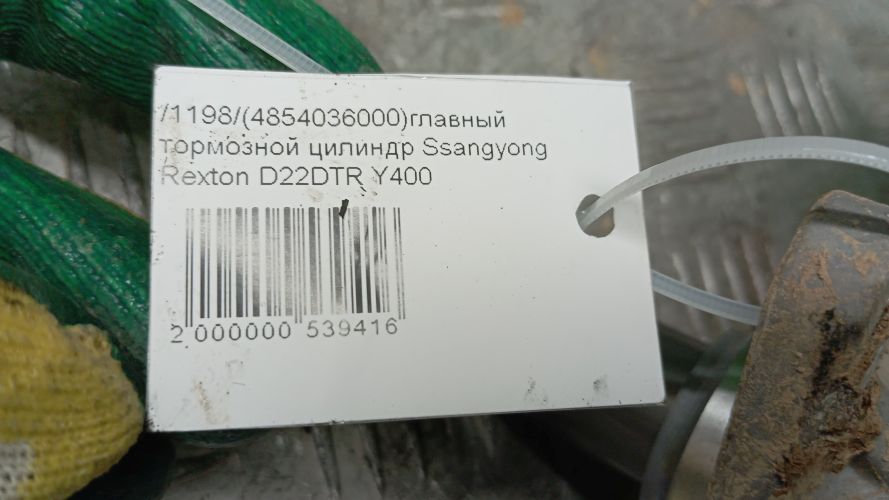 /1198/(4854036000)главный
тормозной цилиндр Ssangyong
Rexton D22DTR Y400
2 000000 539416